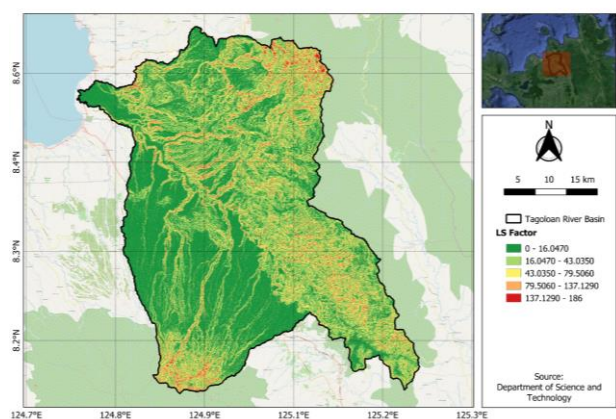 8.6°N
8.4°N
8.3°N
8.2°N
124.7°E
124.8°E
124.9°E
125.1°E
125.2°E
125.3°E
N
5 10 15 km
Tagoloan River Basin
LS Factor
0 - 16.0470
16.0470 - 43.0350
43.0350 - 79.5060
79.5060 - 137.1290
137.1290 - 186
Source:
Department of Science and
Technology